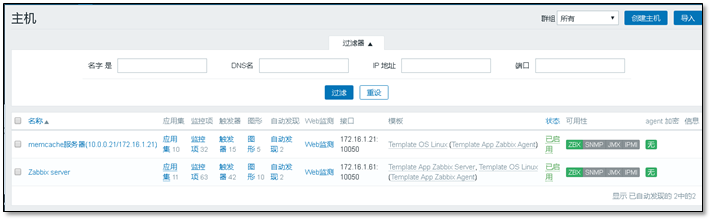 主机
群组 所有 创建主机 导入
过滤器
名字 是 DNS名 IP 地址 端口
过滤 重设
名称 应用集 监控项 触发器 图形 自动发现 Web监测 接口 模板 状态 可用性 agent 加密 信息
memcache服务器(10.0.0.21/172.16.1.21) 应用集 10 监控项 32 触发器 15 图形 5 自动发现 2 Web监测 172.16.1.21: 10050 Template OS Linux (Template App Zabbix Agent) 已启用 ZBX SNMP JMX IPMI 无
Zabbix server 应用集 11 监控项 63 触发器 42 图形 10 自动发现 2 Web监测 172.16.1.61: 10050 Template App Zabbix Server, Template OS Linux (Template App Zabbix Agent) 已启用 ZBX SNMP JMX IPMI 无
显示 已自动发现的 2中的2